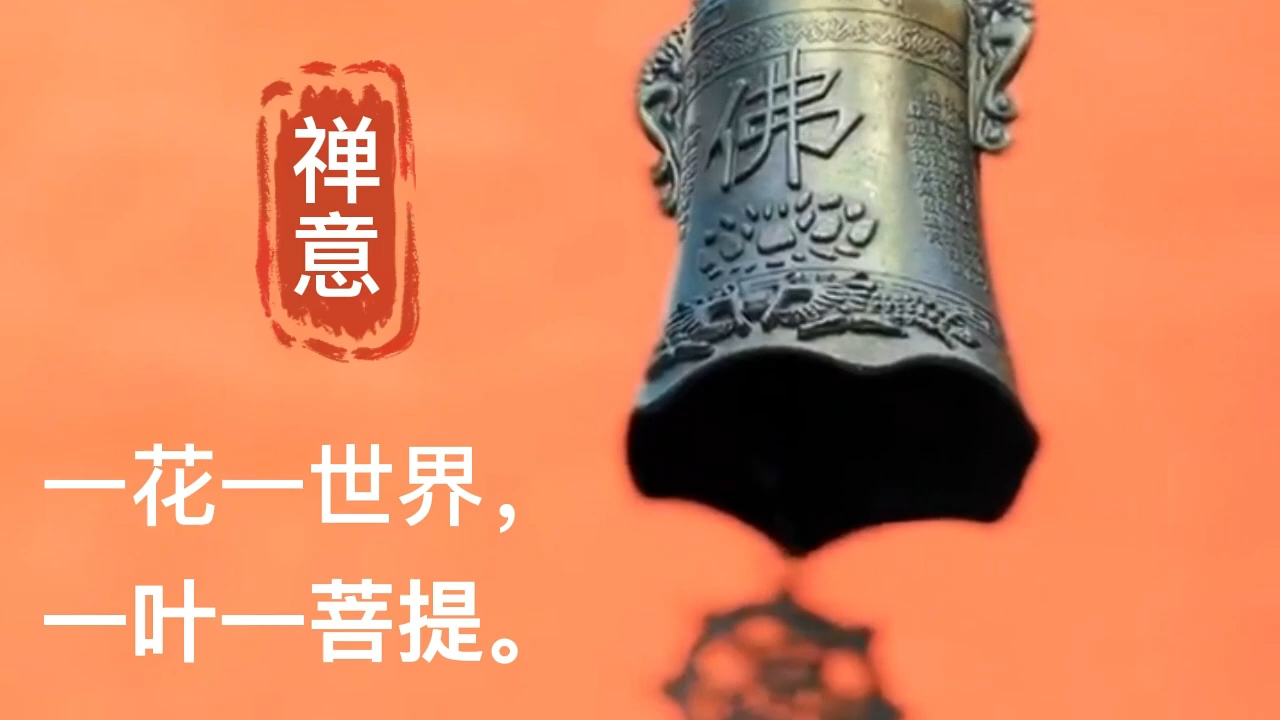 禅意
一花一世界，
一叶一菩提。
佛